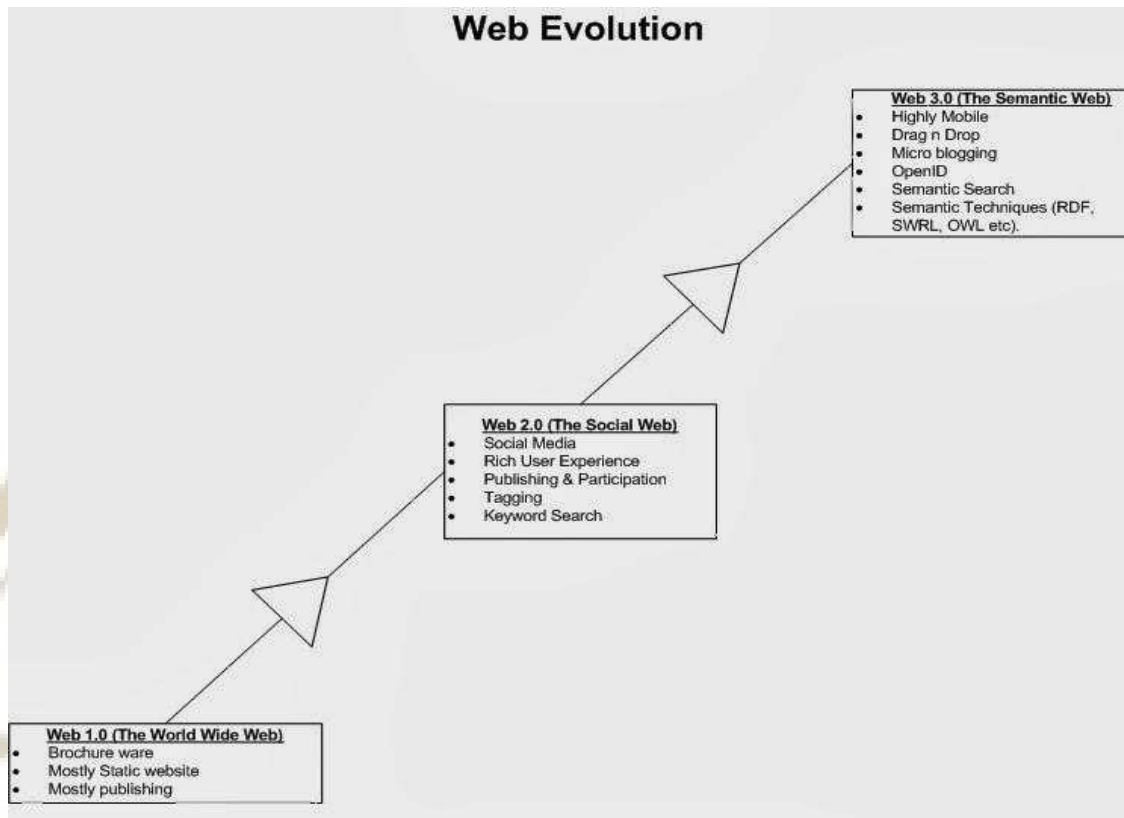 Web Evolution
Web 3.0 (The Semantic Web)
• Highly Mobile
• Drag n Drop
• Micro blogging
• OpenID
• Semantic Search
• Semantic Techniques (RDF,
SWRL, OWL etc).
Web 2.0 (The Social Web)
• Social Media
• Rich User Experience
• Publishing & Participation
• Tagging
• Keyword Search
Web 1.0 (The World Wide Web)
• Brochure ware
• Mostly Static website
• Mostly publishing